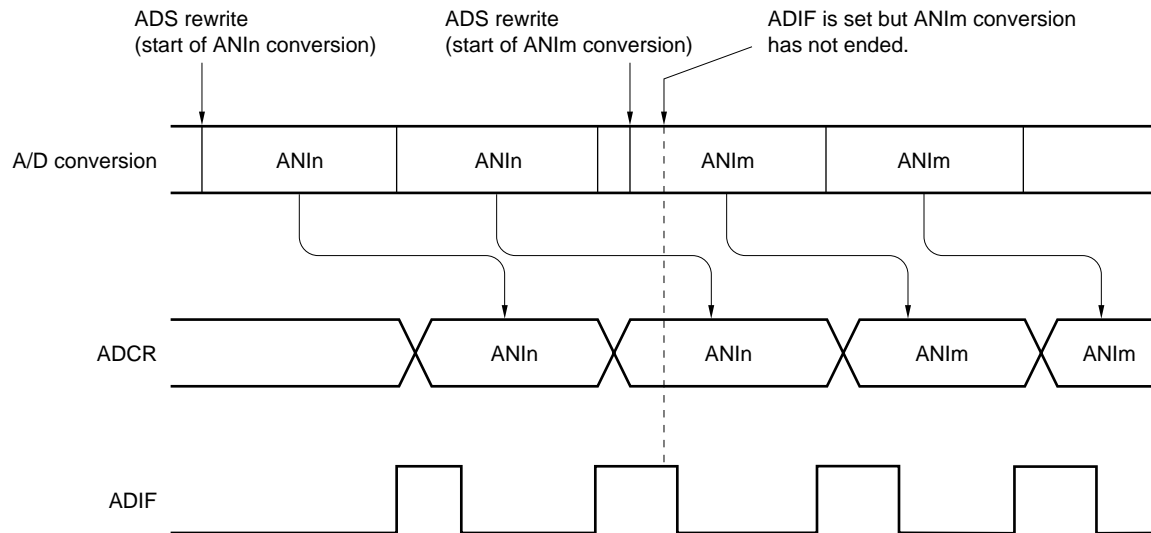 ADS rewrite
(start of ANIn conversion)
ADS rewrite
(start of ANIm conversion)
ADIF is set but ANIm conversion
has not ended.
A/D conversion
ANIn
ANIn
ANIm
ANIm
ADCR
ANIn
ANIn
ANIm
ANIm
ADIF